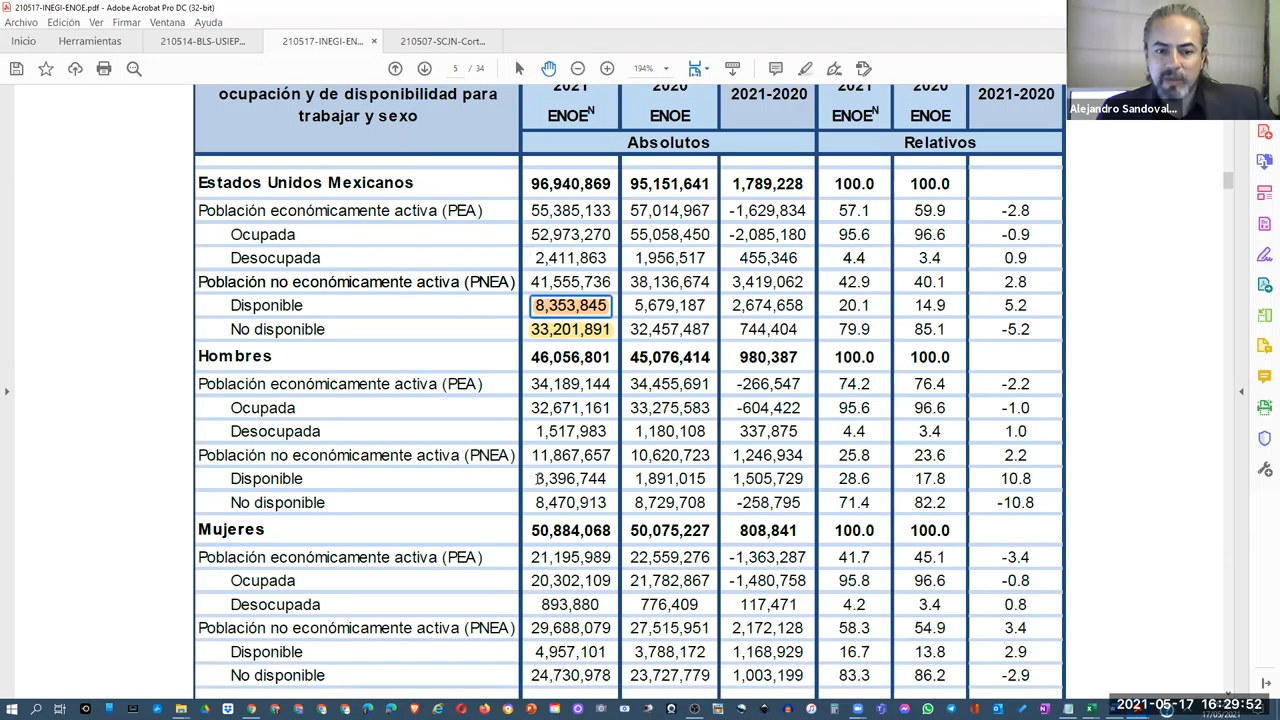 210517-INEGI-ENOE.pdf - Adobe Acrobat Pro DC (32-bit)
Archivo Edición Ver Firmar Ventana Ayuda
Inicio Herramientas 210514-BLS-USIEP... 210517-INEGI-EN... × 210507-SCJN-Cort...
5 / 34 194%
Alejandro Sandoval...
ocupación y de disponibilidad para trabajar y sexo
2021 ENOEN 2020 ENOE 2021-2020 2021 ENOEN 2020 ENOE 2021-2020
Absolutos Relativos
Estados Unidos Mexicanos 96,940,869 95,151,641 1,789,228 100.0 100.0
Población económicamente activa (PEA) 55,385,133 57,014,967 -1,629,834 57.1 59.9 -2.8
Ocupada 52,973,270 55,058,450 -2,085,180 95.6 96.6 -0.9
Desocupada 2,411,863 1,956,517 455,346 4.4 3.4 0.9
Población no económicamente activa (PNEA) 41,555,736 38,136,674 3,419,062 42.9 40.1 2.8
Disponible 8,353,845 5,679,187 2,674,658 20.1 14.9 5.2
No disponible 33,201,891 32,457,487 744,404 79.9 85.1 -5.2
Hombres 46,056,801 45,076,414 980,387 100.0 100.0
Población económicamente activa (PEA) 34,189,144 34,455,691 -266,547 74.2 76.4 -2.2
Ocupada 32,671,161 33,275,583 -604,422 95.6 96.6 -1.0
Desocupada 1,517,983 1,180,108 337,875 4.4 3.4 1.0
Población no económicamente activa (PNEA) 11,867,657 10,620,723 1,246,934 25.8 23.6 2.2
Disponible 3,396,744 1,891,015 1,505,729 28.6 17.8 10.8
No disponible 8,470,913 8,729,708 -258,795 71.4 82.2 -10.8
Mujeres 50,884,068 50,075,227 808,841 100.0 100.0
Población económicamente activa (PEA) 21,195,989 22,559,276 -1,363,287 41.7 45.1 -3.4
Ocupada 20,302,109 21,782,867 -1,480,758 95.8 96.6 -0.8
Desocupada 893,880 776,409 117,471 4.2 3.4 0.8
Población no económicamente activa (PNEA) 29,688,079 27,515,951 2,172,128 58.3 54.9 3.4
Disponible 4,957,101 3,788,172 1,168,929 16.7 13.8 2.9
No disponible 24,730,978 23,727,779 1,003,199 83.3 86.2 -2.9
2021-05-17 16:29:52
17/05/2021